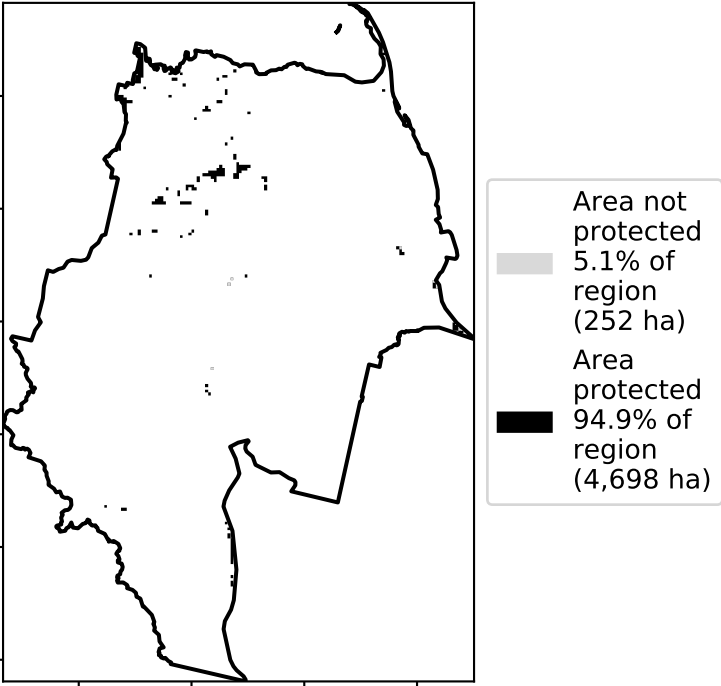 Area not
protected
5.1% of
region
(252 ha)
Area
protected
94.9% of
region
(4,698 ha)